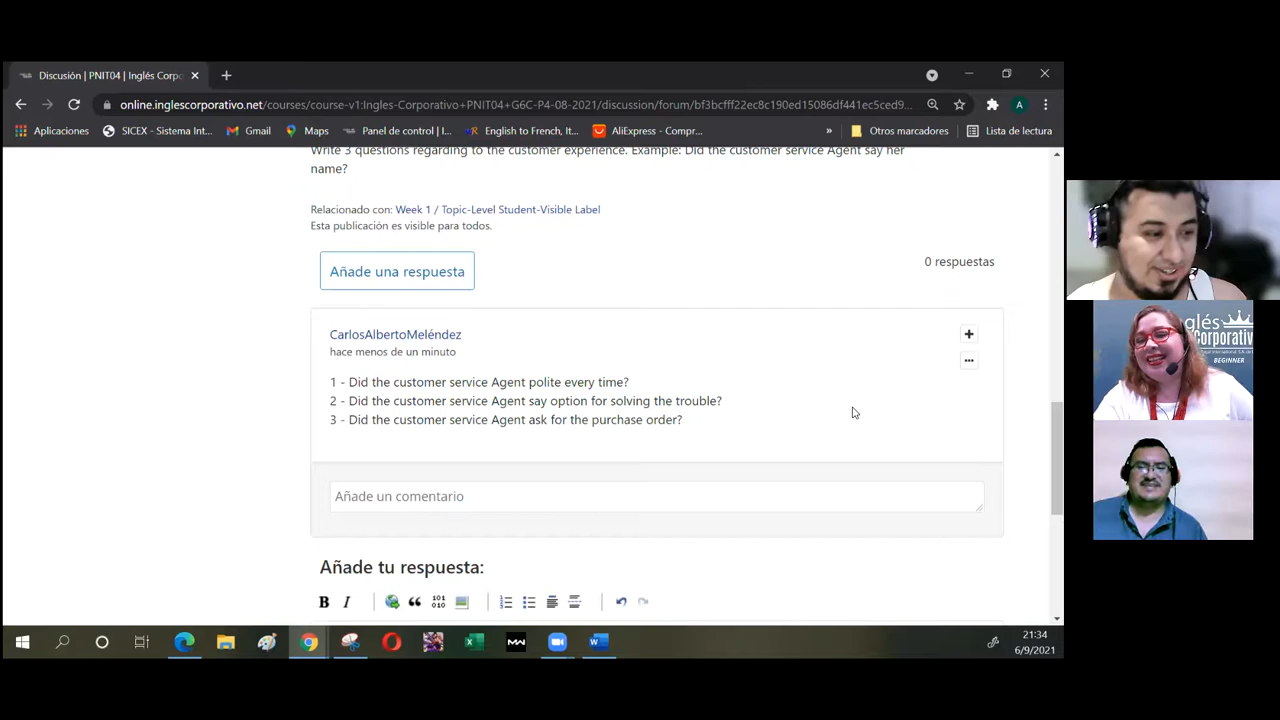 Discusión | PNIT04 | Inglés Corpo
online.inglescorporativo.net/courses/course-v1:Ingles-Corporativo+PNIT04+G6C-P4-08-2021/discussion/forum/bf3bcfff22ec8c190ed15086df441ec5ced9...
A
Aplicaciones
SICEX - Sistema Int...
Gmail
Maps
Panel de control | I...
English to French, It...
AliExpress - Compr...
»
Otros marcadores
Lista de lectura
Write 3 questions regarding to the customer experience. Example: Did the customer service Agent say her
name?
Relacionado con: Week 1 / Topic-Level Student-Visible Label
Esta publicación es visible para todos.
Añade una respuesta
0 respuestas
CarlosAlbertoMeléndez
hace menos de un minuto
1 - Did the customer service Agent polite every time?
2 - Did the customer service Agent say option for solving the trouble?
3 - Did the customer service Agent ask for the purchase order?
Añade un comentario
Añade tu respuesta:
B I
21:34
6/9/2021
glés
Corporativo
BEGINNER